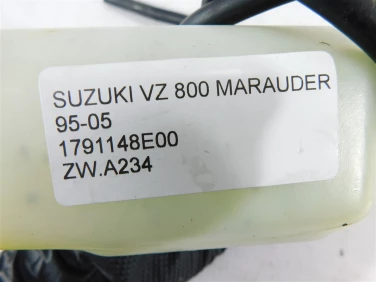 SUZUKI VZ 800 MARAUDER
95-05
1791148E00
ZW.A234